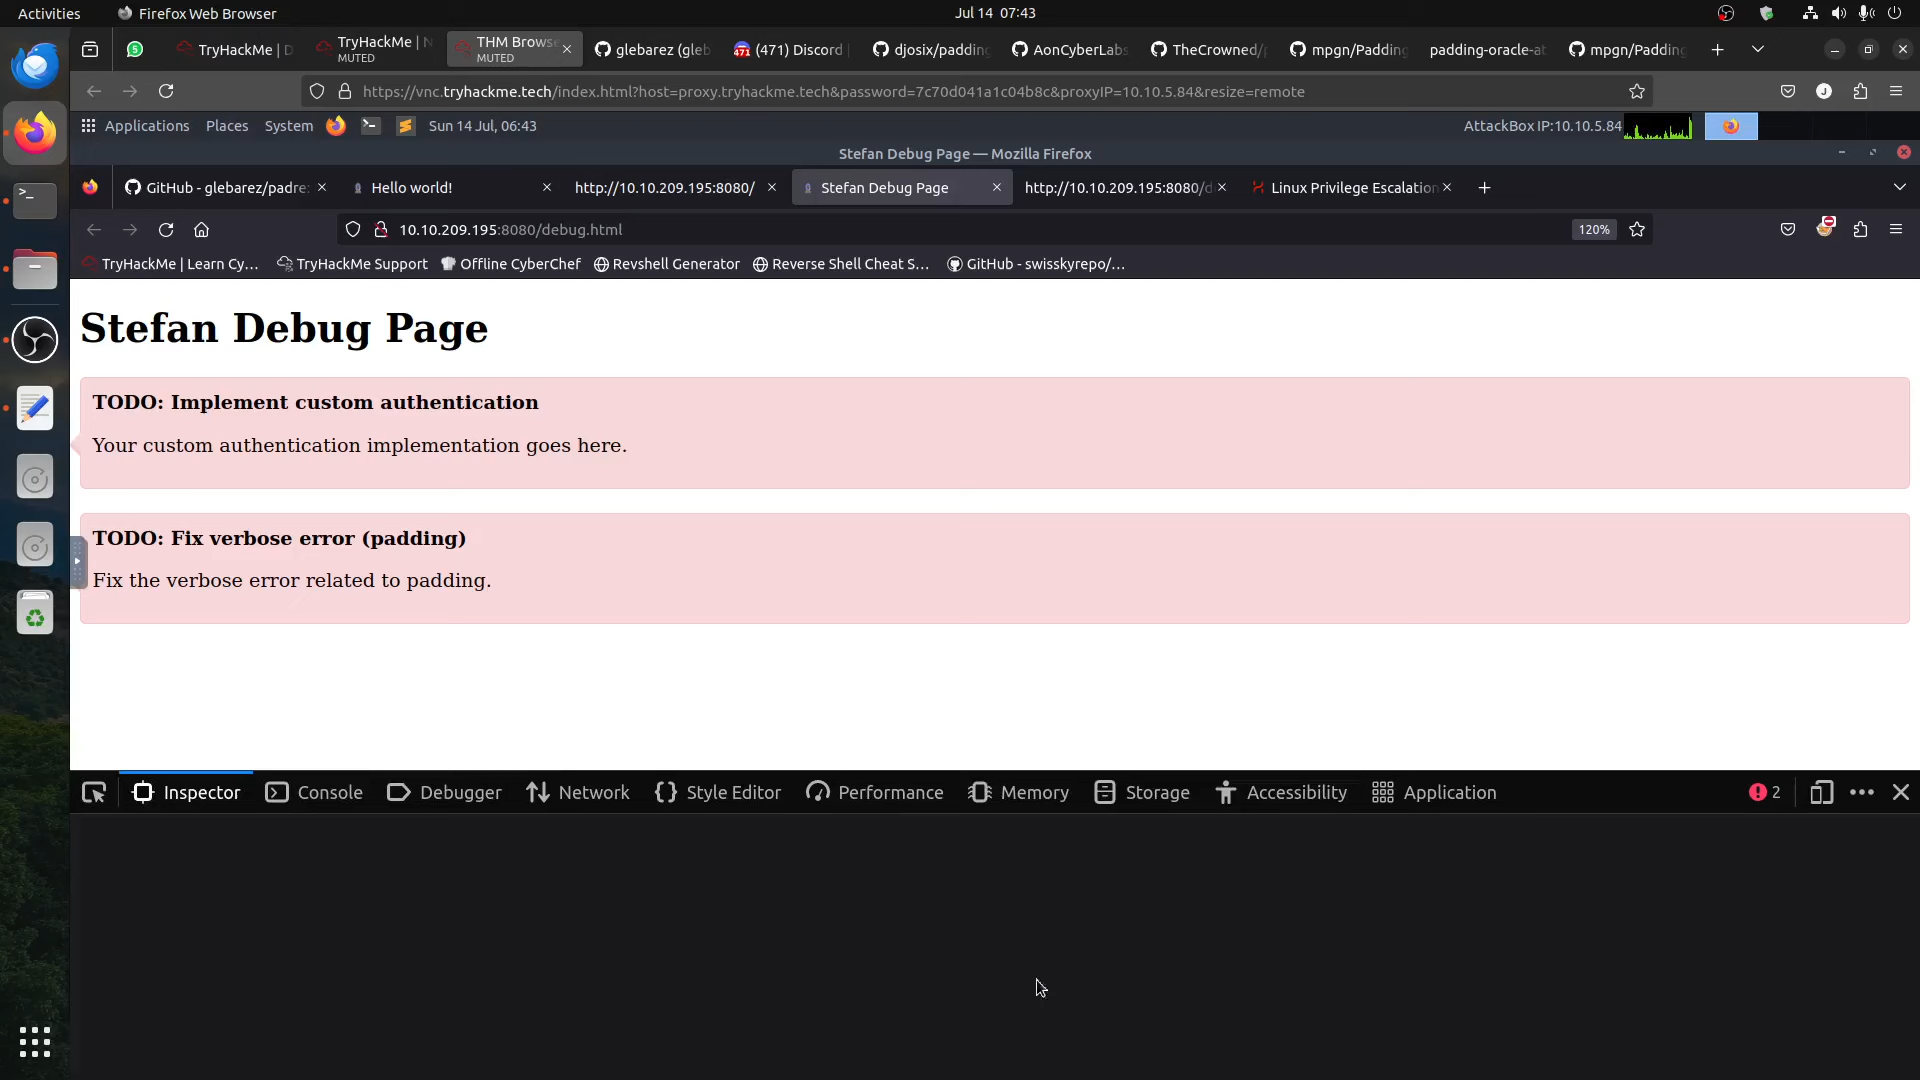 Activities
Firefox Web Browser
Jul 14 07:43
TryHackMe | D
TryHackMe | N
MUTED
THM Browse
MUTED
glebarez (gleb
(471) Discord
djosix/padding
AonCyberLabs
TheCrowned/p
mpgn/Padding
padding-oracle-at
mpgn/Padding
https://vnc.tryhackme.tech/index.html?host=proxy.tryhackme.tech&password=7c70d041a1c04b8c&proxyIP=10.10.5.84&resize=remote
Applications
Places
System
Sun 14 Jul, 06:43
AttackBox IP:10.10.5.84
Stefan Debug Page — Mozilla Firefox
GitHub - glebarez/padre:
Hello world!
http://10.10.209.195:8080/
Stefan Debug Page
http://10.10.209.195:8080/d
Linux Privilege Escalation
10.10.209.195:8080/debug.html
120%
TryHackMe | Learn Cy...
TryHackMe Support
Offline CyberChef
Revshell Generator
Reverse Shell Cheat S...
GitHub - swisskyrepo/...
Stefan Debug Page
TODO: Implement custom authentication
Your custom authentication implementation goes here.
TODO: Fix verbose error (padding)
Fix the verbose error related to padding.
Inspector
Console
Debugger
Network
Style Editor
Performance
Memory
Storage
Accessibility
Application
2